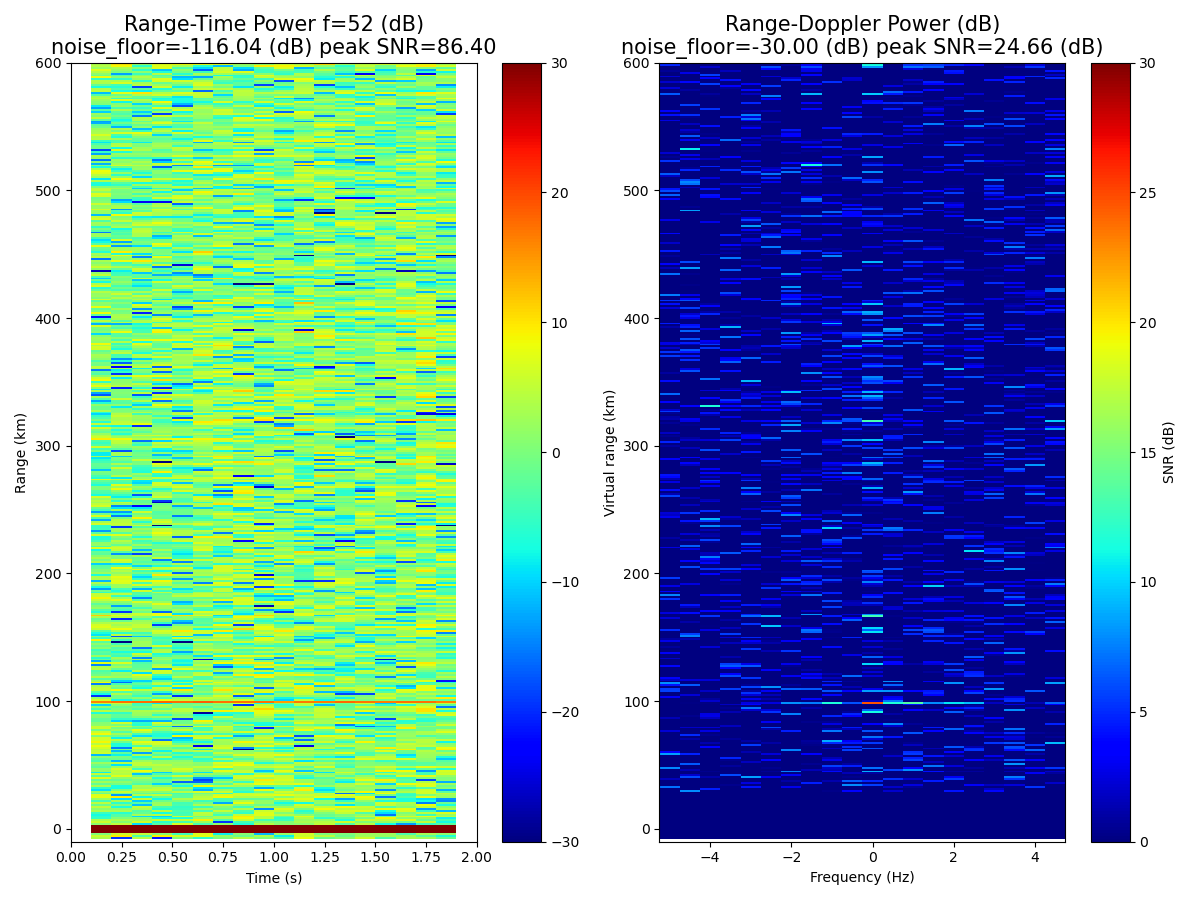 Range-Time Power f=52 (dB)
noise_floor=-116.04 (dB) peak SNR=86.40
600
500
400
300
200
100
0
Range (km)
0.00 0.25 0.50 0.75 1.00 1.25 1.50 1.75 2.00
Time (s)
30
20
10
0
−10
−20
−30
Range-Doppler Power (dB)
noise_floor=-30.00 (dB) peak SNR=24.66 (dB)
600
500
400
300
200
100
0
Virtual range (km)
−4 −2 0 2 4
Frequency (Hz)
30
25
20
15
10
5
0
SNR (dB)